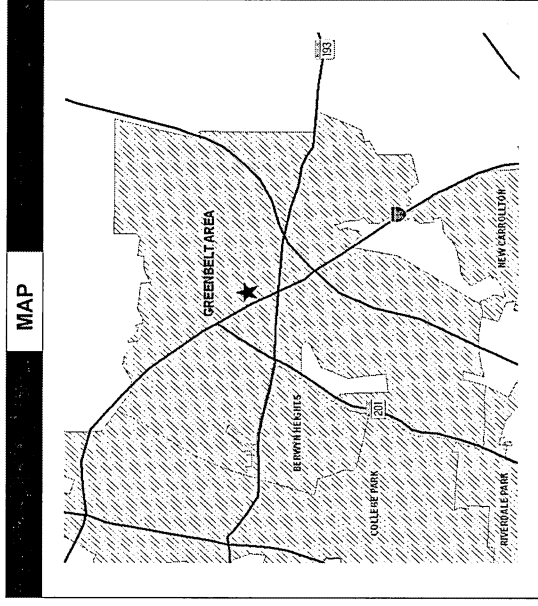 MAP
193
GREENBELT AREA
BERWYN HEIGHTS
201
COLLEGE PARK
NEW CARROLLTON
RIVERDALE PARK